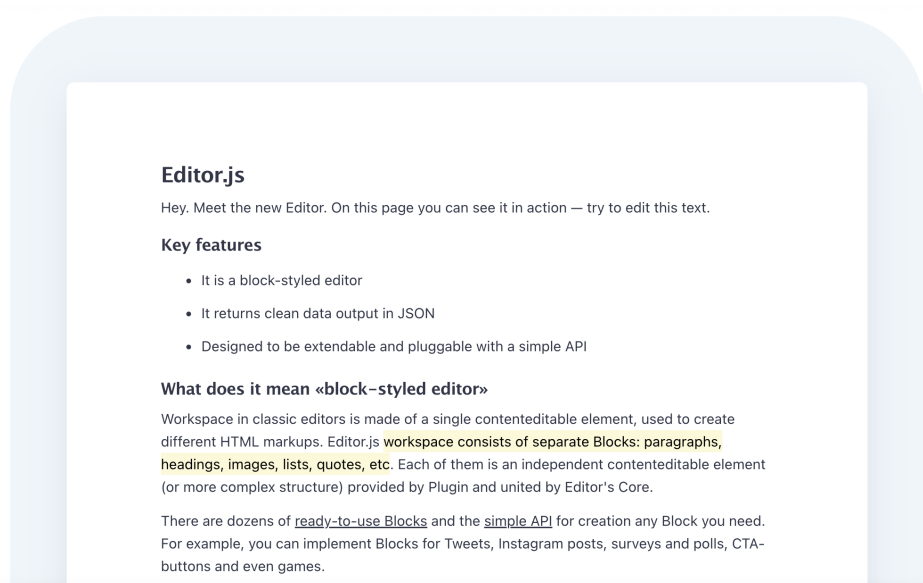 Editor.js
Hey. Meet the new Editor. On this page you can see it in action — try to edit this text.
Key features
• It is a block-styled editor
• It returns clean data output in JSON
• Designed to be extendable and pluggable with a simple API
What does it mean «block-styled editor»
Workspace in classic editors is made of a single contenteditable element, used to create
different HTML markups. Editor.js workspace consists of separate Blocks: paragraphs,
headings, images, lists, quotes, etc. Each of them is an independent contenteditable element
(or more complex structure) provided by Plugin and united by Editor's Core.
There are dozens of ready-to-use Blocks and the simple API for creation any Block you need.
For example, you can implement Blocks for Tweets, Instagram posts, surveys and polls, CTA-
buttons and even games.